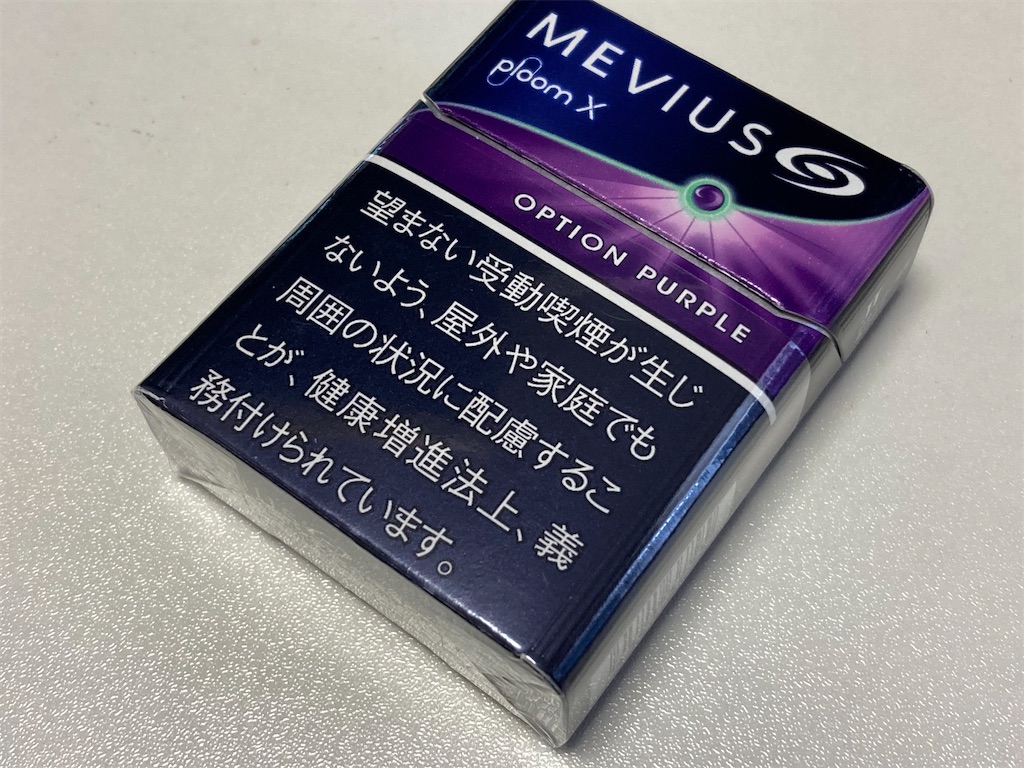 MEVIUS
ploom X
OPTION PURPLE
望まない受動喫煙が生じ
ないよう、屋外や家庭でも
周囲の状況に配慮するこ
とが、健康増進法上、義
務付けられています。